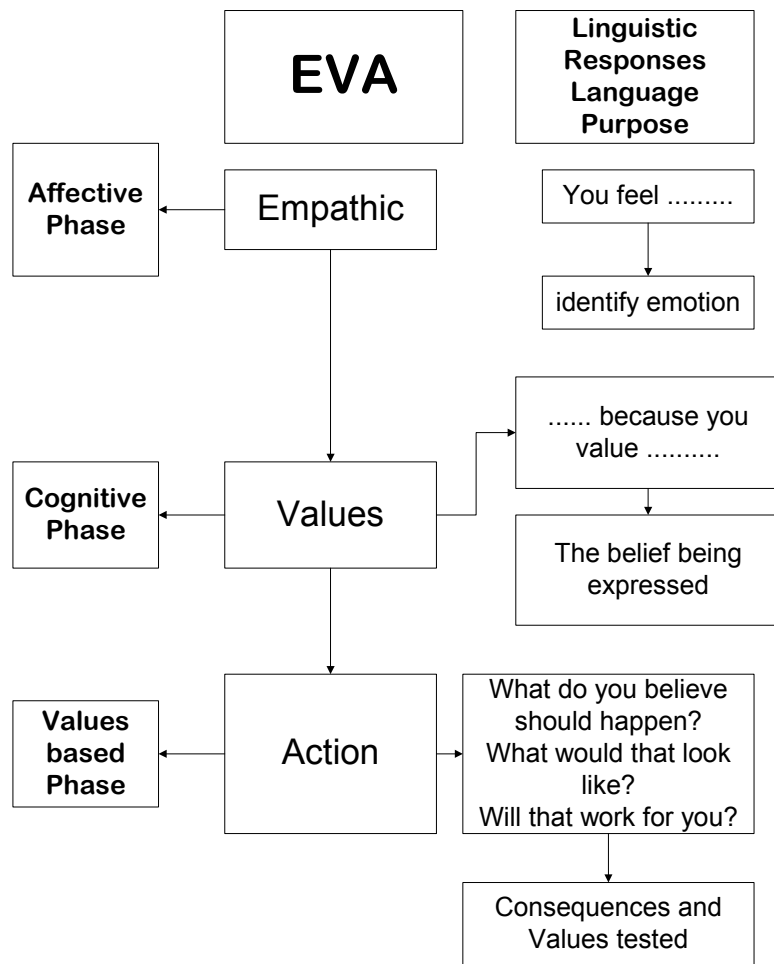 EVA
Linguistic
Responses
Language
Purpose
Affective
Phase
Empathic
You feel .........
identify emotion
Cognitive
Phase
Values
...... because you
value ..........
The belief being
expressed
Values
based
Phase
Action
What do you believe
should happen?
What would that look
like?
Will that work for you?
Consequences and
Values tested